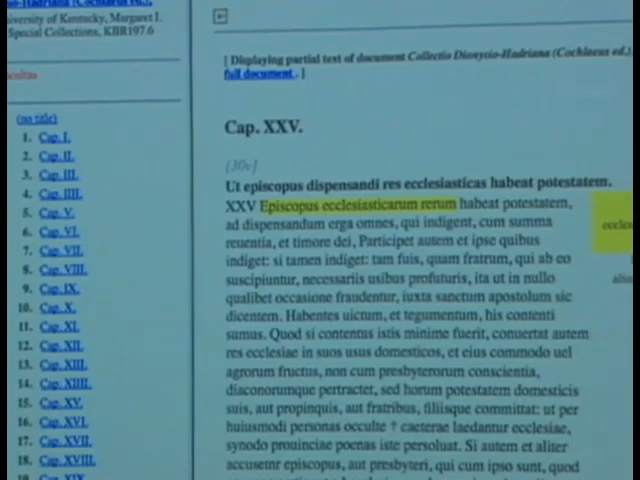 -Hadriana (Cochlaeus ed.),
versity of Kentucky, Margaret I.
Special Collections, KBR197.6
(no title)
1. Cap. I.
2. Cap. II.
3. Cap. III.
4. Cap. IIII.
5. Cap. V.
6. Cap. VI.
7. Cap. VII.
8. Cap. VIII.
9. Cap. IX.
10. Cap. X.
11. Cap. XI.
12. Cap. XII.
13. Cap. XIII.
14. Cap. XIIII.
15. Cap. XV.
16. Cap. XVI.
17. Cap. XVII.
18. Cap. XVIII.
[ Displaying partial text of document Collectio Dionysio-Hadriana (Cochlaeus ed.).
full document . ]
Cap. XXV.
{30v}
Ut episcopus dispensandi res ecclesiasticas habeat potestatem.
XXV Episcopus ecclesiasticarum rerum habeat potestatem,
ad dispensandum erga omnes, qui indigent, cum summa
reuentia, et timore dei, Participet autem et ipse quibus
indiget: si tamen indiget: tam fuis, quam fratrum, qui ab eo
suscipiuntur, necessariis usibus profuturis, ita ut in nullo
qualibet occasione fraudentur, iuxta sanctum apostolum sic
dicentem. Habentes uictum, et tegumentum, his contenti
sumus. Quod si contentus istis minime fuerit, conuertat autem
res ecclesiae in suos usus domesticos, et eius commodo uel
agrorum fructus, non cum presbyterorum conscientia,
diaconorumque pertractet, sed horum potestatem domesticis
suis, aut propinquis, aut fratribus, filiisque committat: ut per
huiusmodi personas occulte † caeterae laedantur ecclesiae,
synodo prouinciae poenas iste persoluat. Si autem et aliter
accusetnr episcopus, aut presbyteri, qui cum ipso sunt, quod